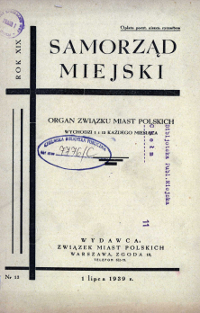 Opłata poczt. uiszcz. ryczałtem
ROK XIX
SAMORZĄD
MIEJSKI
ORGAN ZWIĄZKU MIAST POLSKICH
WYCHODZI 1 i 15 KAŻDEGO MIESIĄCA
WYDAWCA:
ZWIĄZEK MIAST POLSKICH
WARSZAWA, ZGODA
Nr 13
1 lipca 1939 r.